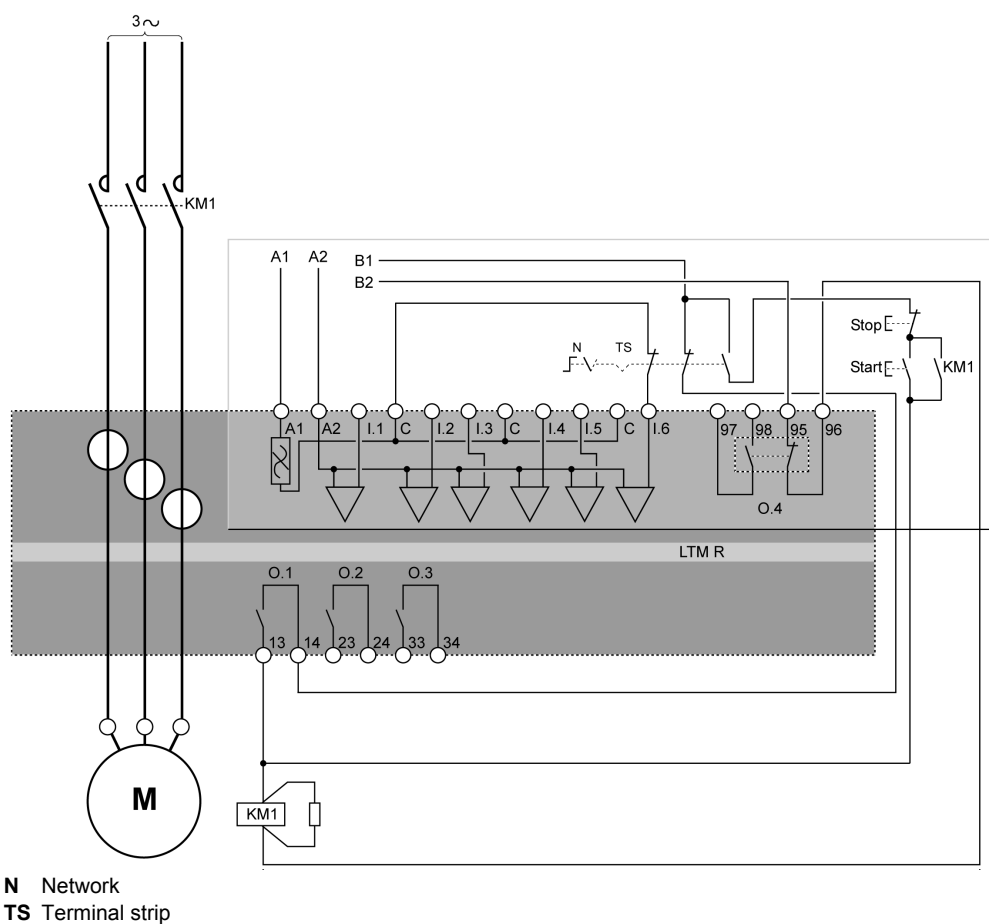 3~
KM1
A1 A2 B1
B2
Stop
N TS
Start KM1
A1 A2 I.1 C I.2 I.3 C I.4 I.5 C I.6 97 98 95 96
O.4
LTM R
O.1 O.2 O.3
13 14 23 24 33 34
M
KM1
N Network
TS Terminal strip